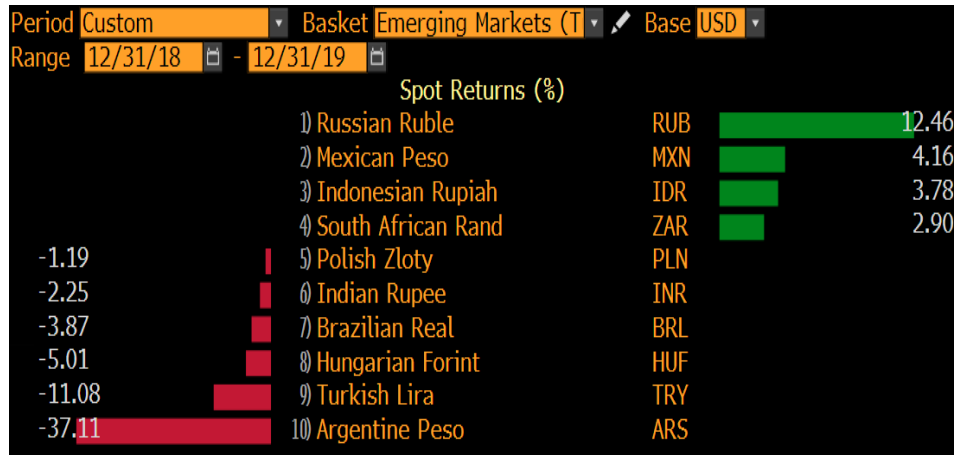 Period Custom Basket Emerging Markets (T Base USD
Range 12/31/18 - 12/31/19
Spot Returns (%)
1) Russian Ruble RUB 12.46
2) Mexican Peso MXN 4.16
3) Indonesian Rupiah IDR 3.78
4) South African Rand ZAR 2.90
-1.19 5) Polish Zloty PLN
-2.25 6) Indian Rupee INR
-3.87 7) Brazilian Real BRL
-5.01 8) Hungarian Forint HUF
-11.08 9) Turkish Lira TRY
-37.11 10) Argentine Peso ARS